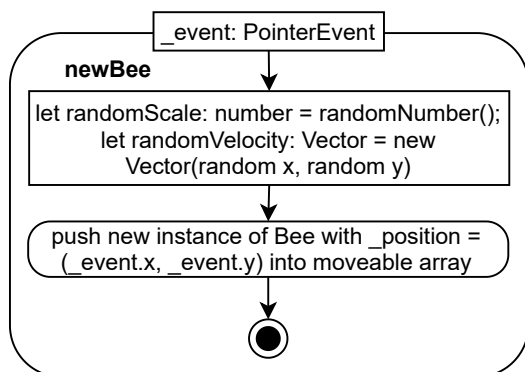 _event: PointerEvent
newBee
let randomScale: number = randomNumber();
let randomVelocity: Vector = new
Vector(random x, random y)
push new instance of Bee with _position =
(_event.x, _event.y) into moveable array